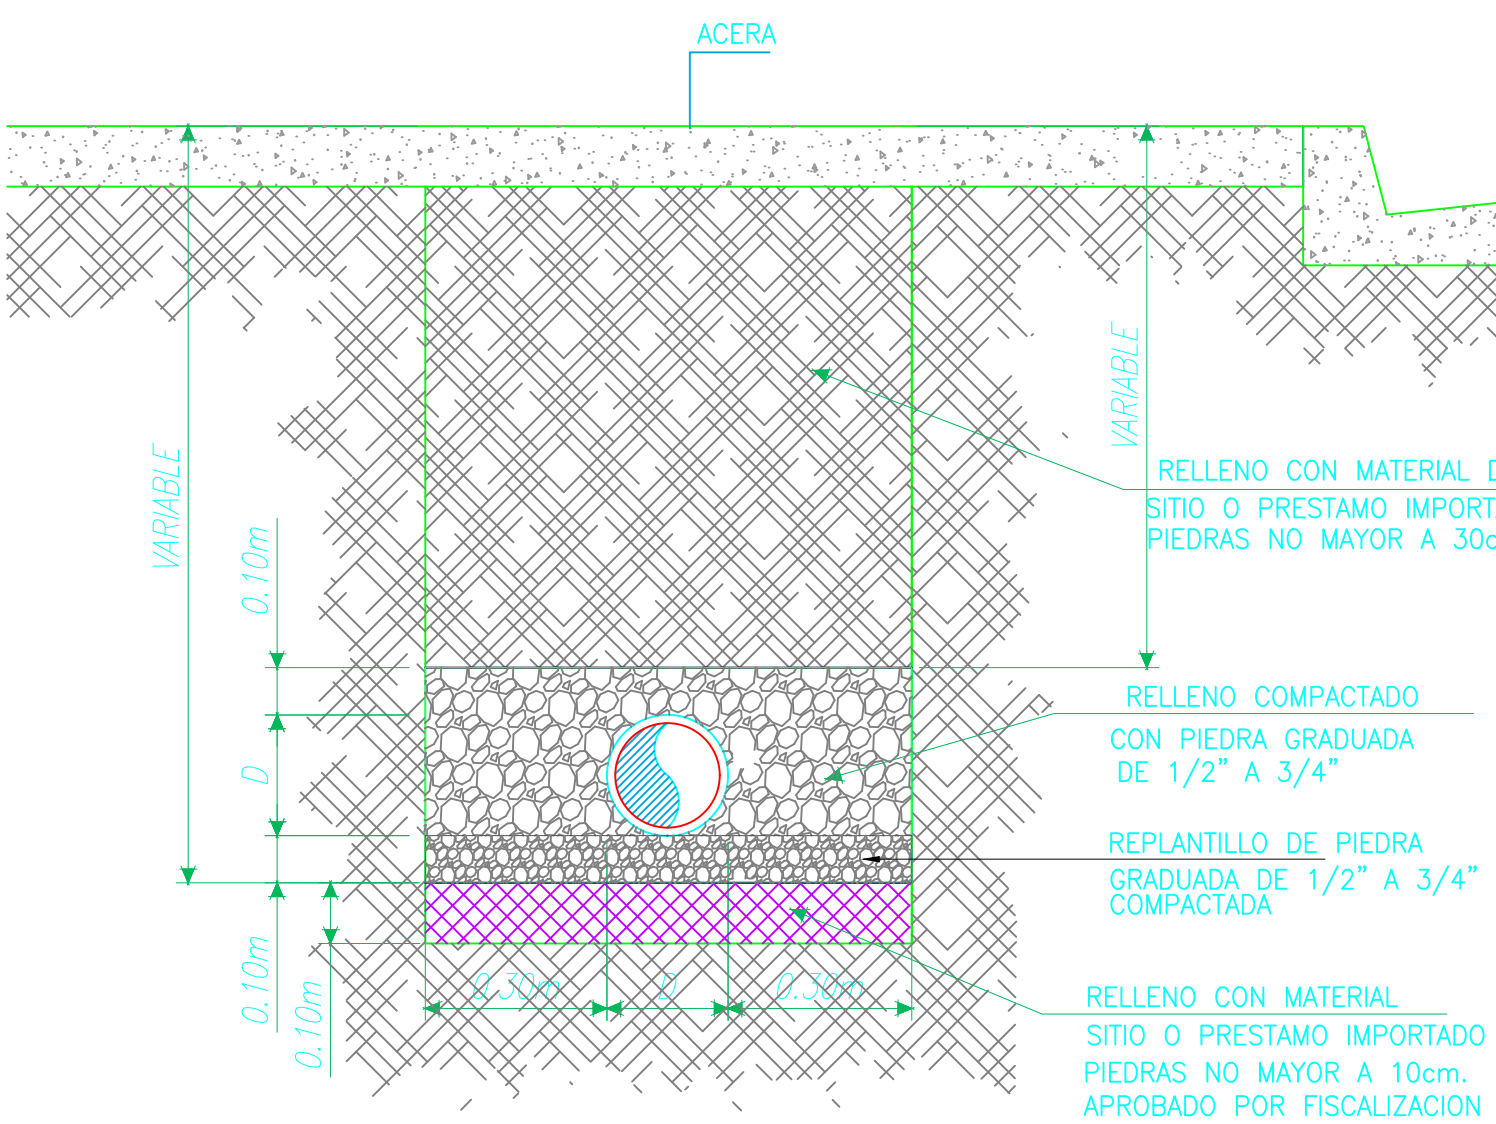 ACERA
VARIABLE
VARIABLE
RELLENO CON MATERIAL
SITIO O PRESTAMO
PIEDRAS NO MAYOR A
0.10m
RELLENO COMPACTADO
CON PIEDRA GRADUADA
DE 1/2” A 3/4”
D
REPLANTILLO DE PIEDRA
GRADUADA DE 1/2” A 3/4”
COMPACTADA
0.10m
0.10m
0.30m
D
0.30m
RELLENO CON MATERIAL
SITIO O PRESTAMO IMPORTADO
PIEDRAS NO MAYOR A 10cm.
APROBADO POR FISCALIZACION